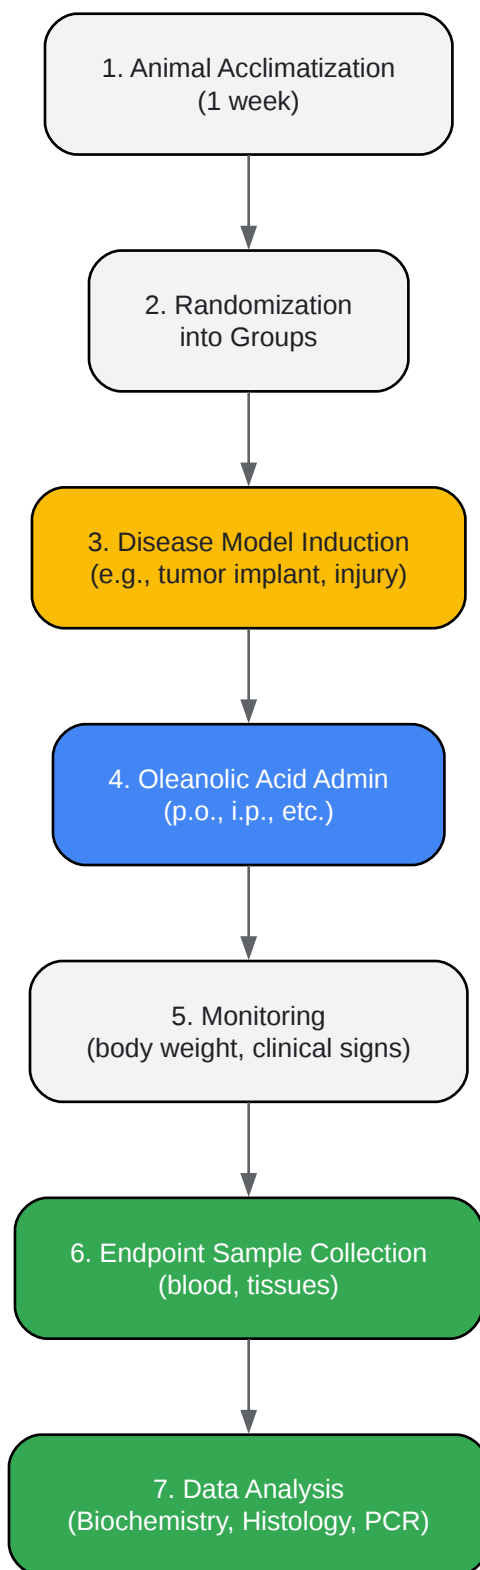 1. Animal Acclimatization
(1 week)
2. Randomization
into Groups
3. Disease Model Induction
(e.g., tumor implant, injury)
4. Oleanolic Acid Admin
(p.o., i.p., etc.)
5. Monitoring
(body weight, clinical signs)
6. Endpoint Sample Collection
(blood, tissues)
7. Data Analysis
(Biochemistry, Histology, PCR)